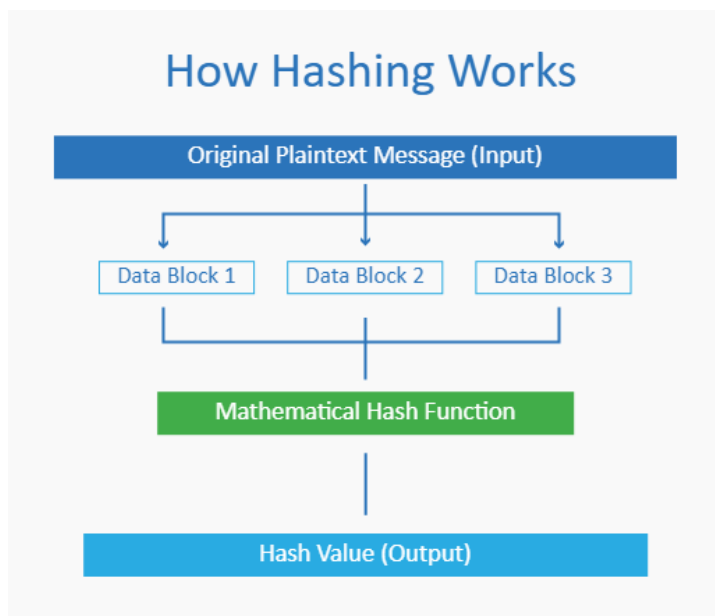 How Hashing Works
Original Plaintext Message (Input)
Data Block 1
Data Block 2
Data Block 3
Mathematical Hash Function
Hash Value (Output)